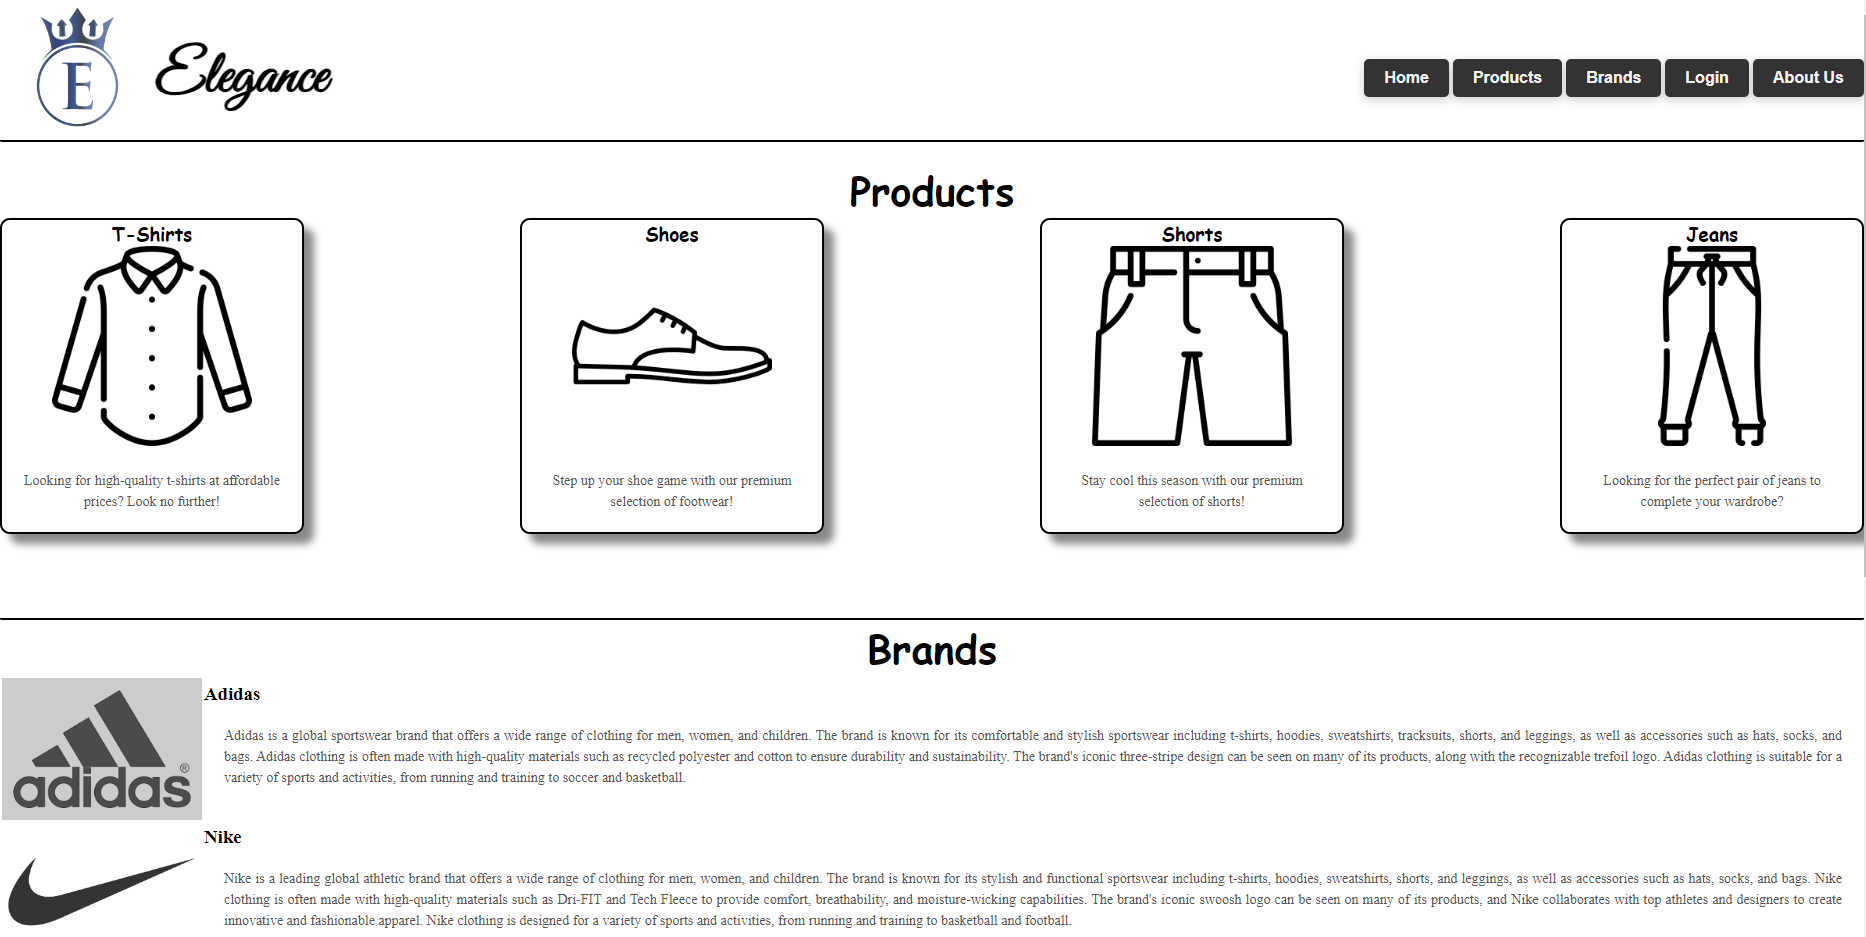 E
Elegance
Home Products Brands Login About Us
Products
T-Shirts
Looking for high-quality t-shirts at affordable
prices? Look no further!
Shoes
Step up your shoe game with our premium
selection of footwear!
Shorts
Stay cool this season with our premium
selection of shorts!
Jeans
Looking for the perfect pair of jeans to
complete your wardrobe?
Brands
adidas®
Adidas
Adidas is a global sportswear brand that offers a wide range of clothing for men, women, and children. The brand is known for its comfortable and stylish sportswear including t-shirts, hoodies, sweatshirts, tracksuits, shorts, and leggings, as well as accessories such as hats, socks, and
bags. Adidas clothing is often made with high-quality materials such as recycled polyester and cotton to ensure durability and sustainability. The brand's iconic three-stripe design can be seen on many of its products, along with the recognizable trefoil logo. Adidas clothing is suitable for a
variety of sports and activities, from running and training to soccer and basketball.
Nike
Nike is a leading global athletic brand that offers a wide range of clothing for men, women, and children. The brand is known for its stylish and functional sportswear including t-shirts, hoodies, sweatshirts, shorts, and leggings, as well as accessories such as hats, socks, and bags. Nike
clothing is often made with high-quality materials such as Dri-FIT and Tech Fleece to provide comfort, breathability, and moisture-wicking capabilities. The brand's iconic swoosh logo can be seen on many of its products, and Nike collaborates with top athletes and designers to create
innovative and fashionable apparel. Nike clothing is designed for a variety of sports and activities, from running and training to basketball and football.